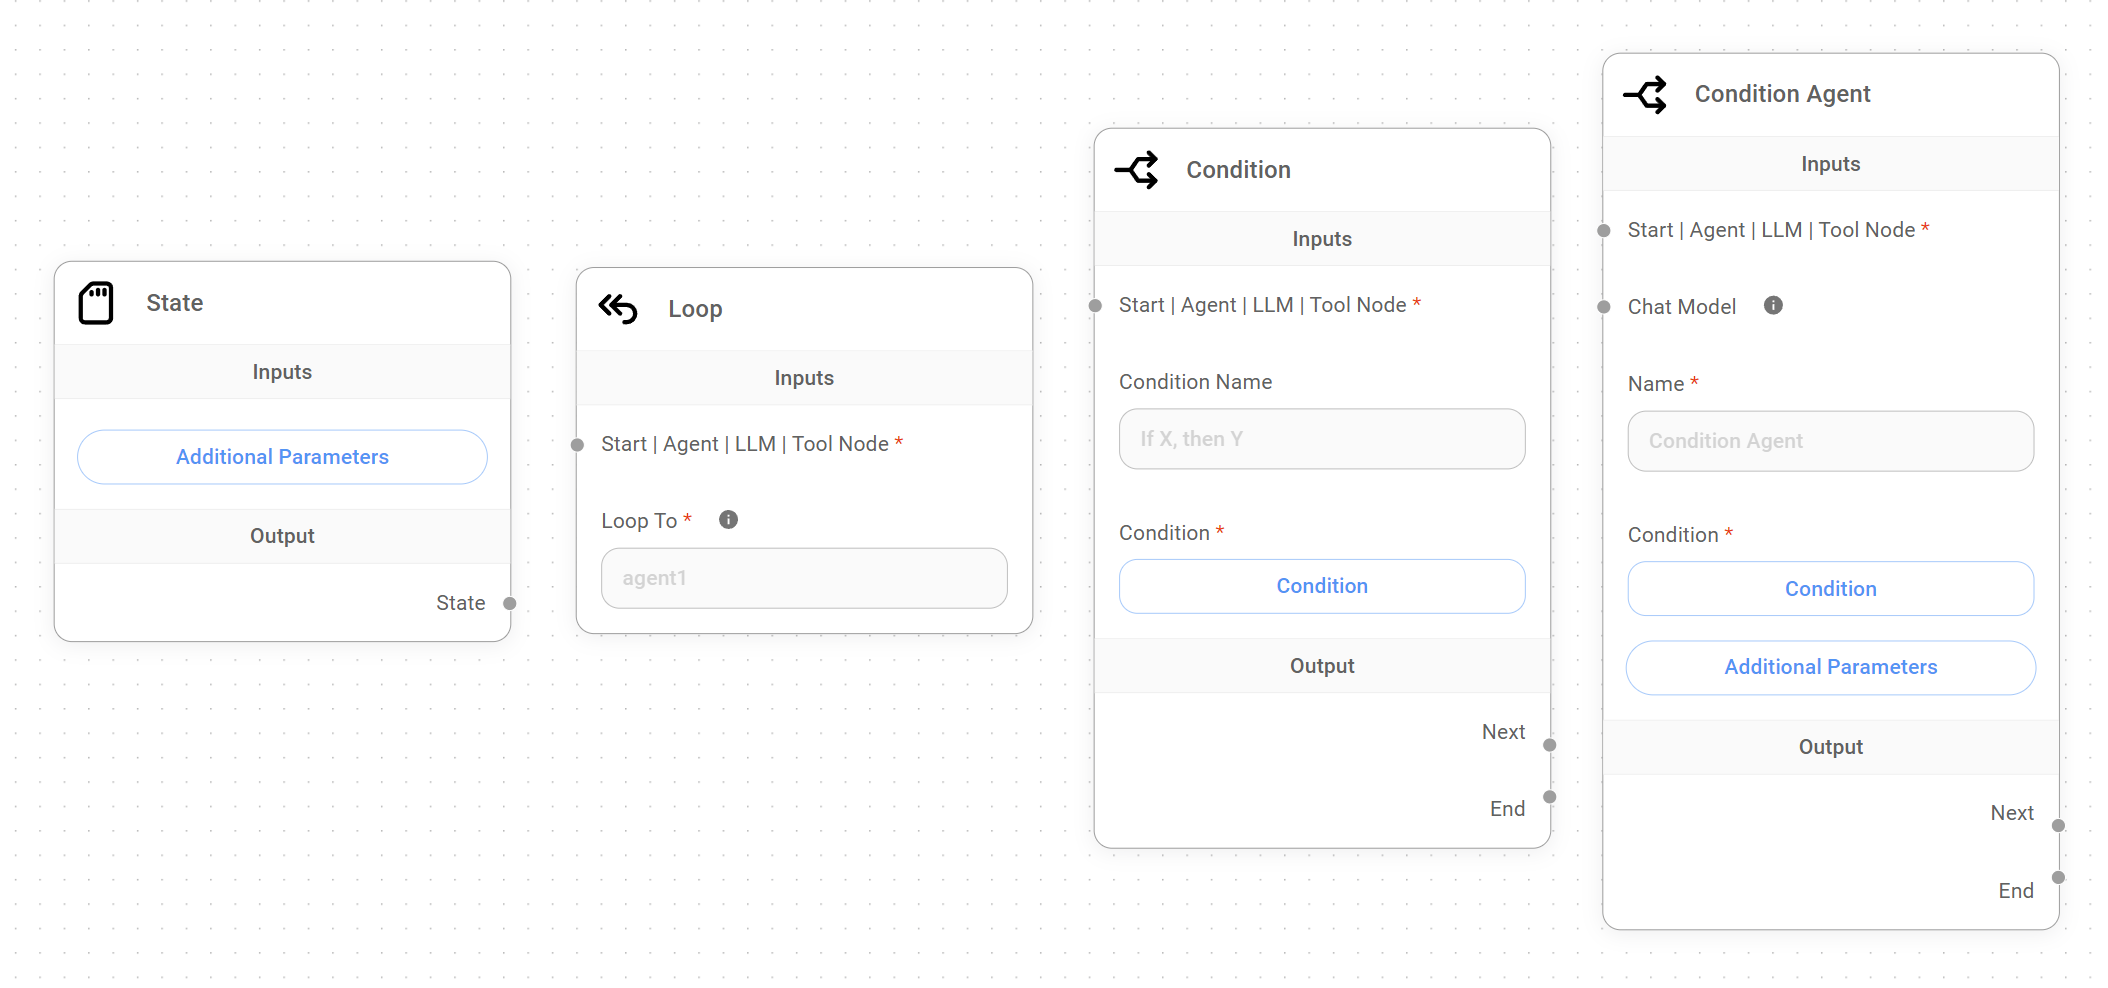 State
Inputs
Additional Parameters
Output
State
Loop
Inputs
Start | Agent | LLM | Tool Node *
Loop To *
agent1
Condition
Inputs
Start | Agent | LLM | Tool Node *
Condition Name
If X, then Y
Condition *
Condition
Output
Next
End
Condition Agent
Inputs
Start | Agent | LLM | Tool Node *
Chat Model
Name *
Condition Agent
Condition *
Condition
Additional Parameters
Output
Next
End